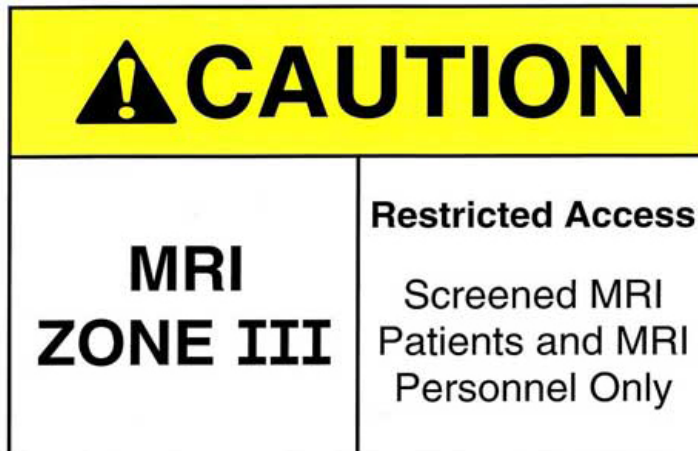 CAUTION
MRI
ZONE III
Restricted Access
Screened MRI
Patients and MRI
Personnel Only